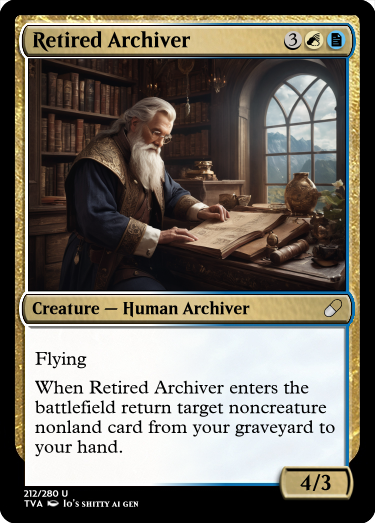 Retired Archiver 3
Creature — Human Archiver
Flying
When Retired Archiver enters the
battlefield return target noncreature
nonland card from your graveyard to
your hand.
4/3
212/280 U
TVA Io's shitty ai gen